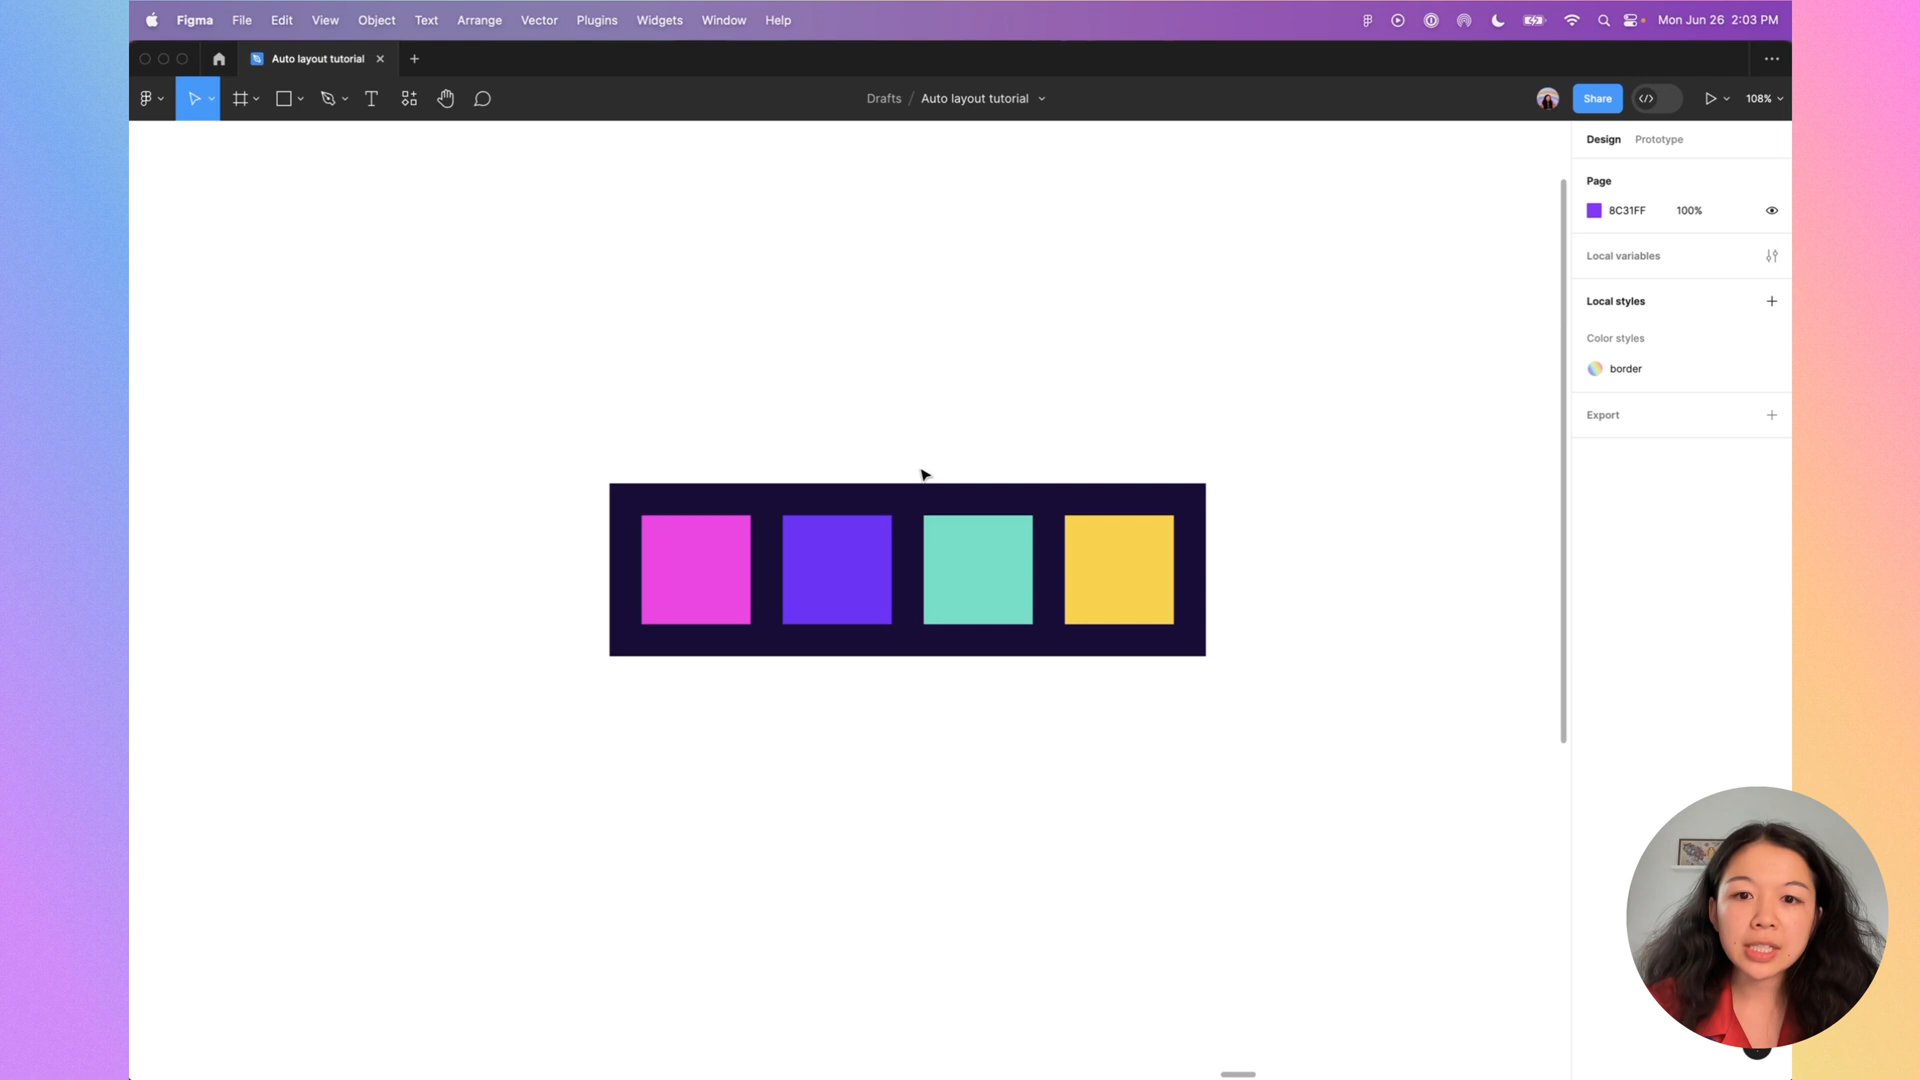 Figma File Edit View Object Text Arrange Vector Plugins Widgets Window Help Mon Jun 26 2:03 PM
Auto layout tutorial
Drafts / Auto layout tutorial Share 108%
Design Prototype
Page
8C31FF 100%
Local variables
Local styles
Color styles
border
Export